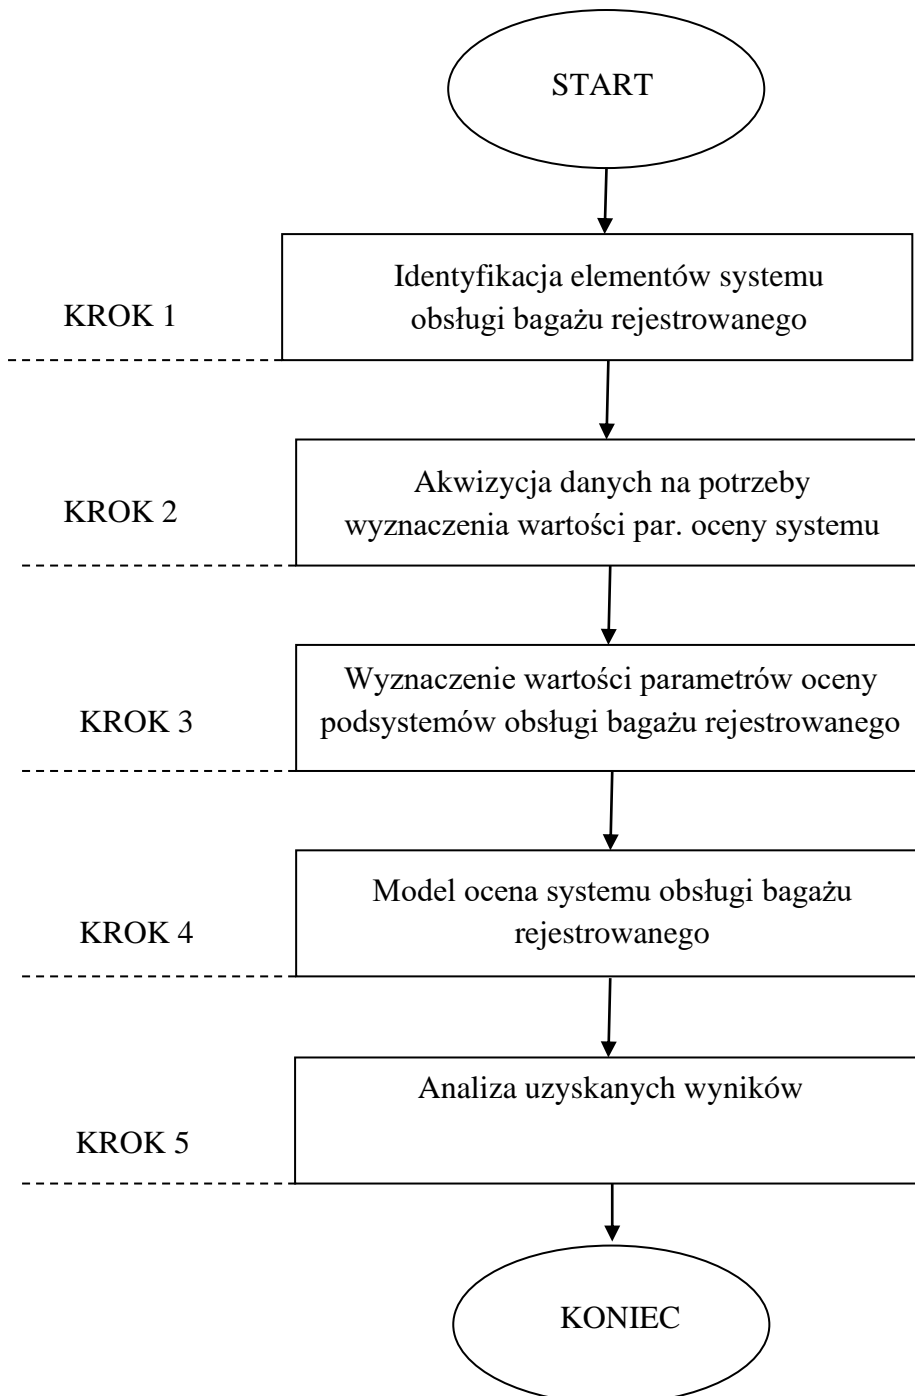 START
Identyfikacja elementów systemu
obsługi bagażu rejestrowanego
KROK 1
Akwizycja danych na potrzeby
wyznaczenia wartości par. oceny systemu
KROK 2
Wyznaczenie wartości parametrów oceny
podsystemów obsługi bagażu rejestrowanego
KROK 3
Model ocena systemu obsługi bagażu
rejestrowanego
KROK 4
Analiza uzyskanych wyników
KROK 5
KONIEC